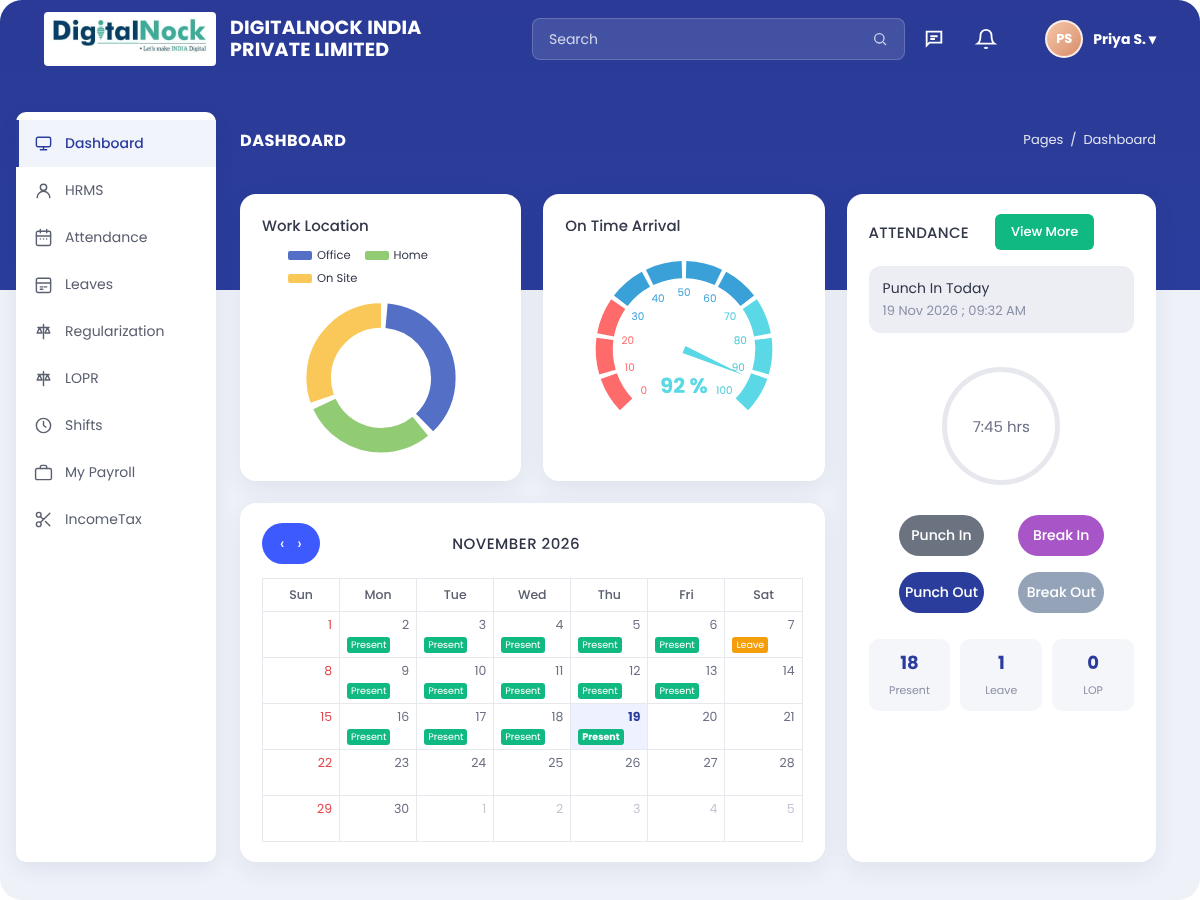 DigitalNock
• Let's make INDIA Digital
DIGITALNOCK INDIA
PRIVATE LIMITED
Search
PS
Priya S. ▾
Dashboard
HRMS
Attendance
Leaves
Regularization
LOPR
Shifts
My Payroll
IncomeTax
DASHBOARD
Pages / Dashboard
Work Location
Office Home
On Site
On Time Arrival
0 10 20 30 40 50 60 70 80 90 100
92 %
ATTENDANCE
View More
Punch In Today
19 Nov 2026 ; 09:32 AM
7:45 hrs
Punch In Break In
Punch Out Break Out
18 1 0
Present Leave LOP
‹ › NOVEMBER 2026
Sun Mon Tue Wed Thu Fri Sat
1 2 3 4 5 6 7
Present Present Present Present Present Leave
8 9 10 11 12 13 14
Present Present Present Present Present
15 16 17 18 19 20 21
Present Present Present Present
22 23 24 25 26 27 28
29 30 1 2 3 4 5